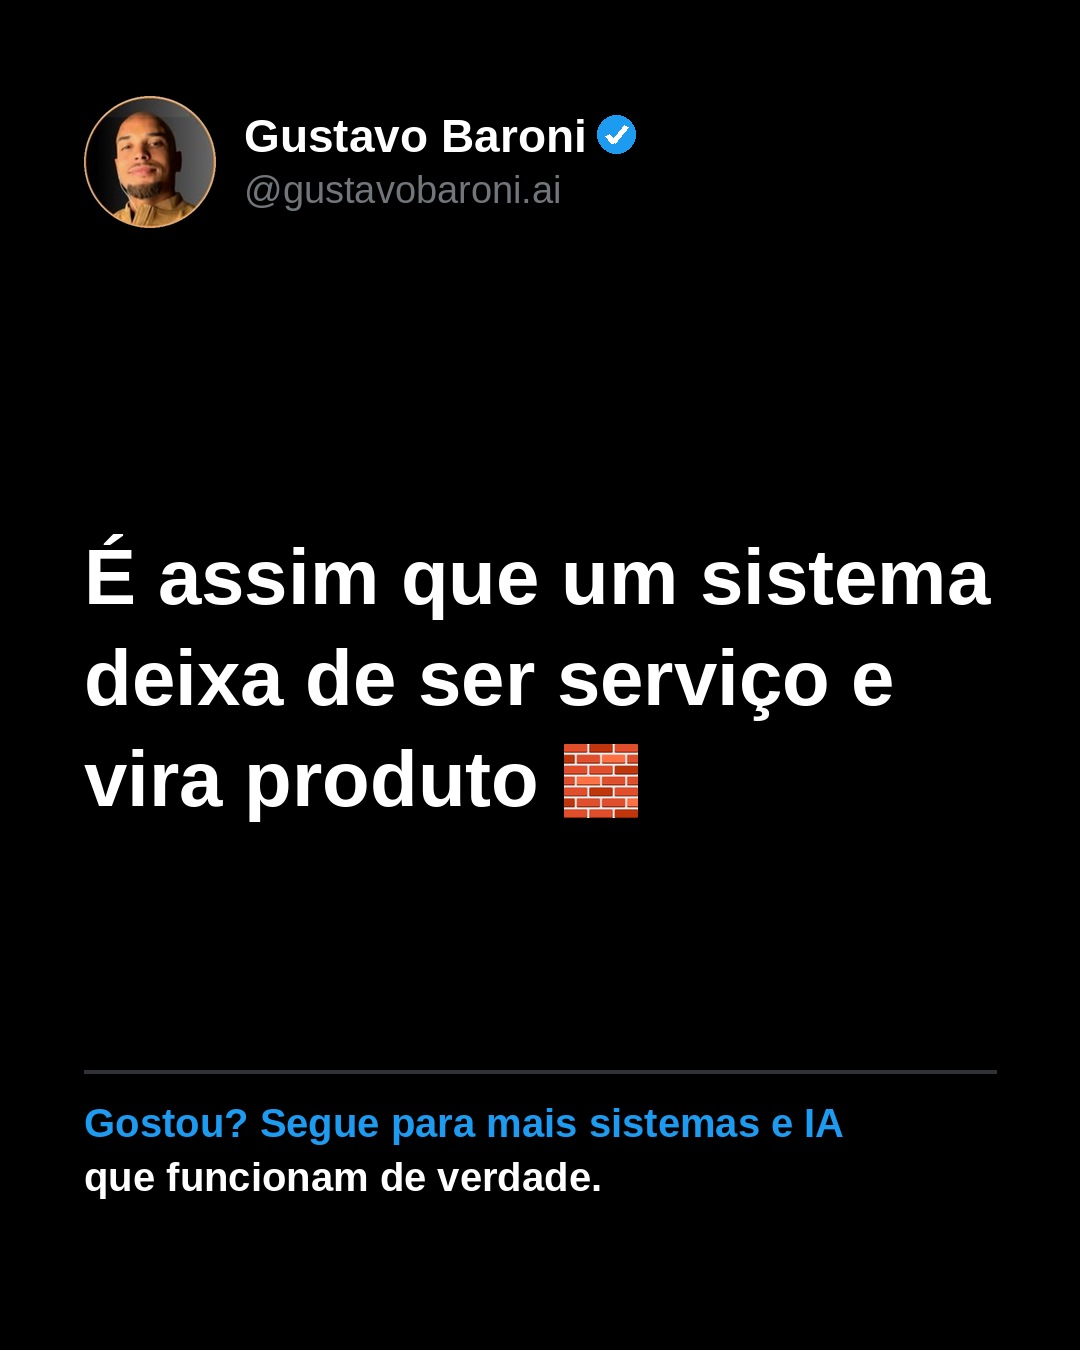 Gustavo Baroni
@gustavobaroni.ai
É assim que um sistema
deixa de ser serviço e
vira produto 🧱
Gostou? Segue para mais sistemas e IA
que funcionam de verdade.